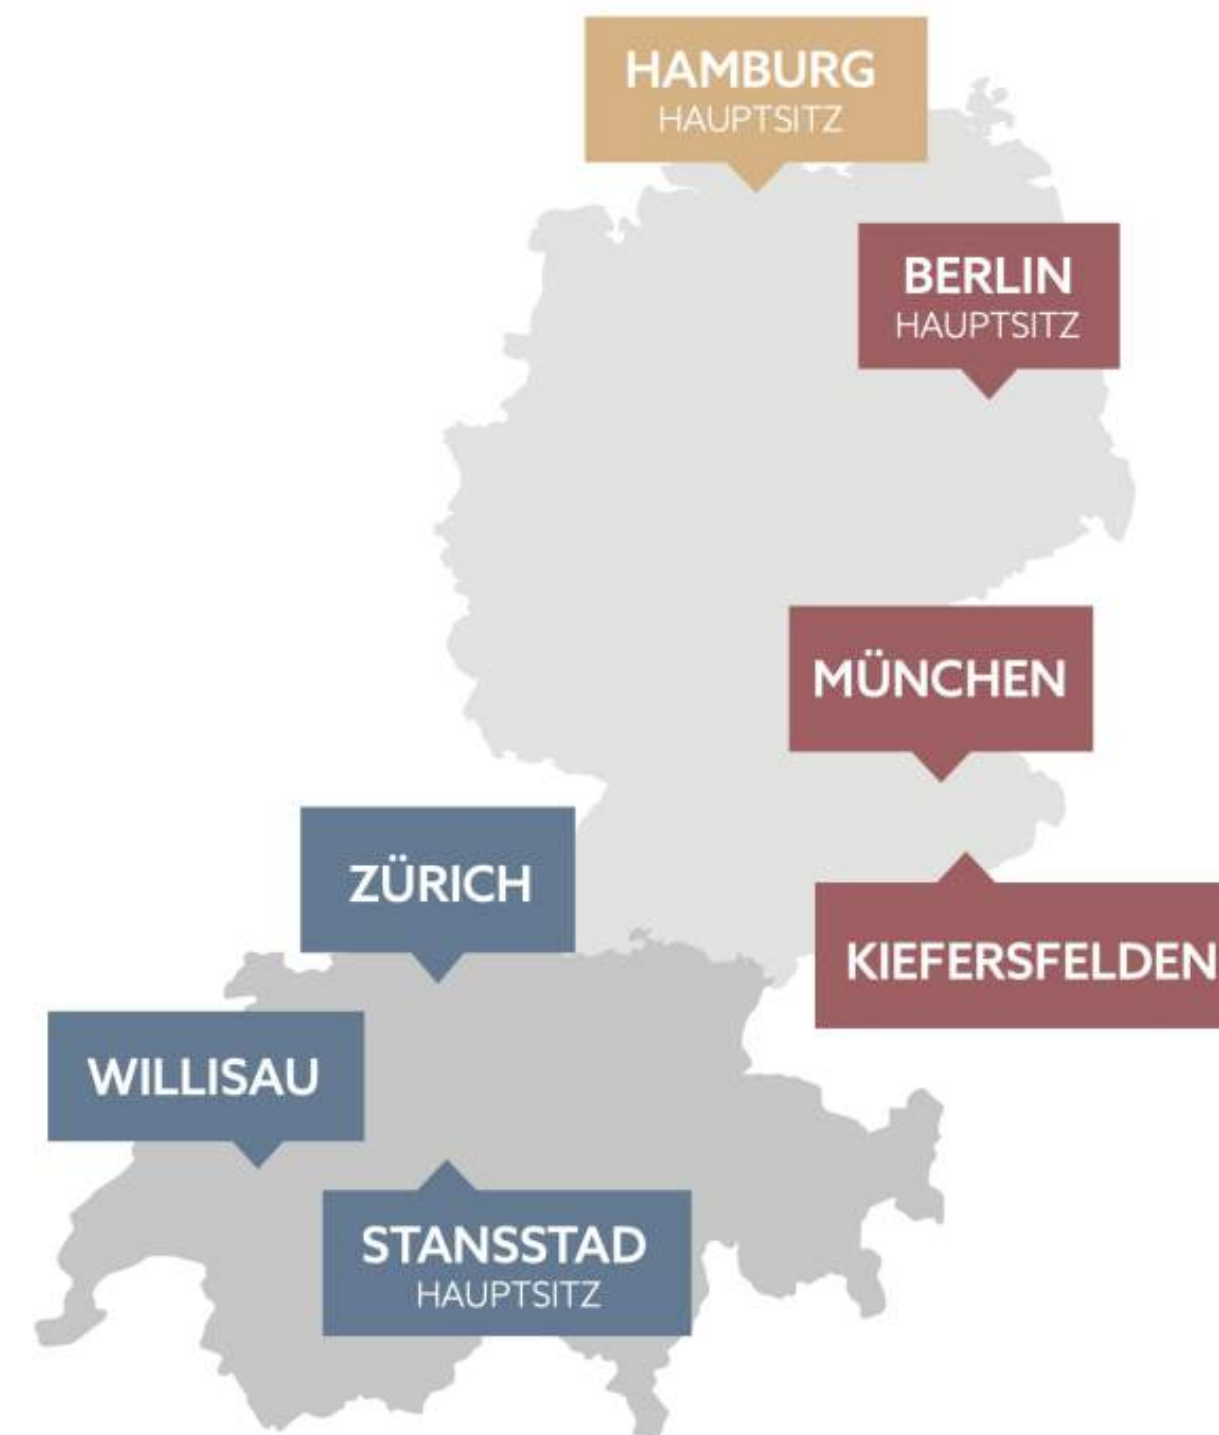 HAMBURG
HAUPTSITZ
BERLIN
HAUPTSITZ
MÜNCHEN
ZÜRICH
KIEFERSFELDEN
WILLISAU
STANSSTAD
HAUPTSITZ